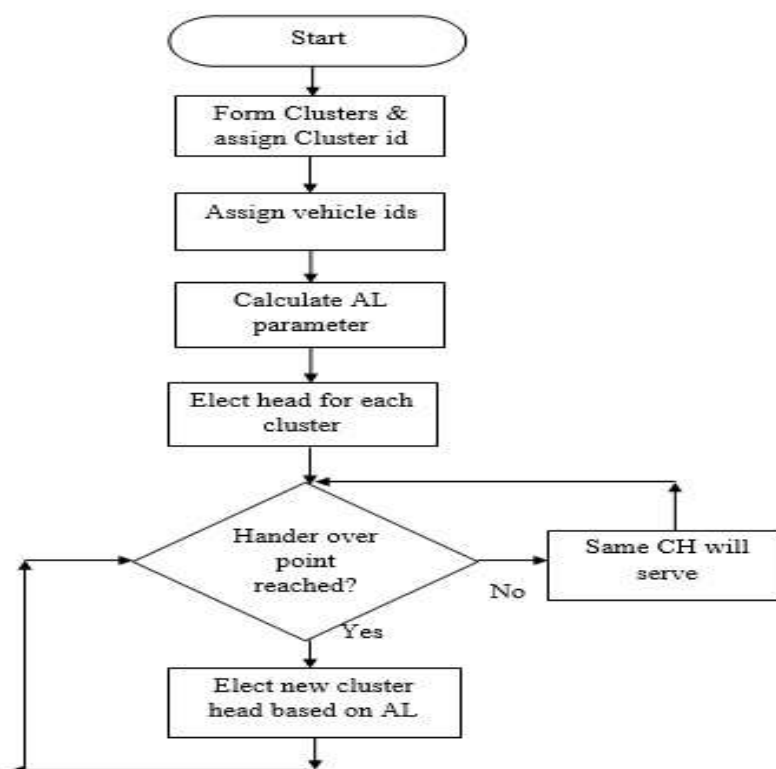 Start
Form Clusters &
assign Cluster id
Assign vehicle ids
Calculate AL
parameter
Elect head for each
cluster
Hander over
point
reached?
Same CH will
serve
No
Yes
Elect new cluster
head based on AL